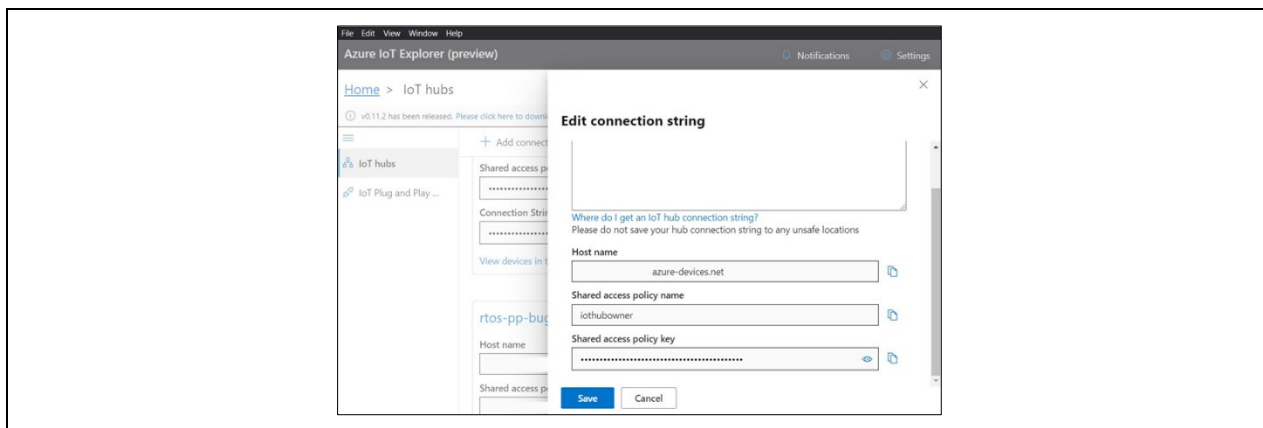 File Edit View Window Help
Azure IoT Explorer (preview)
Notifications
Settings
Home > IoT hubs
v0.11.2 has been released. Please click here to downl
IoT hubs
IoT Plug and Play ...
+ Add connect
Shared access p
Connection Strin
View devices in t
rtos-pp-bug
Host name
Shared access p
Edit connection string
Where do I get an IoT hub connection string?
Please do not save your hub connection string to any unsafe locations
Host name
azure-devices.net
Shared access policy name
iothubowner
Shared access policy key
Save
Cancel